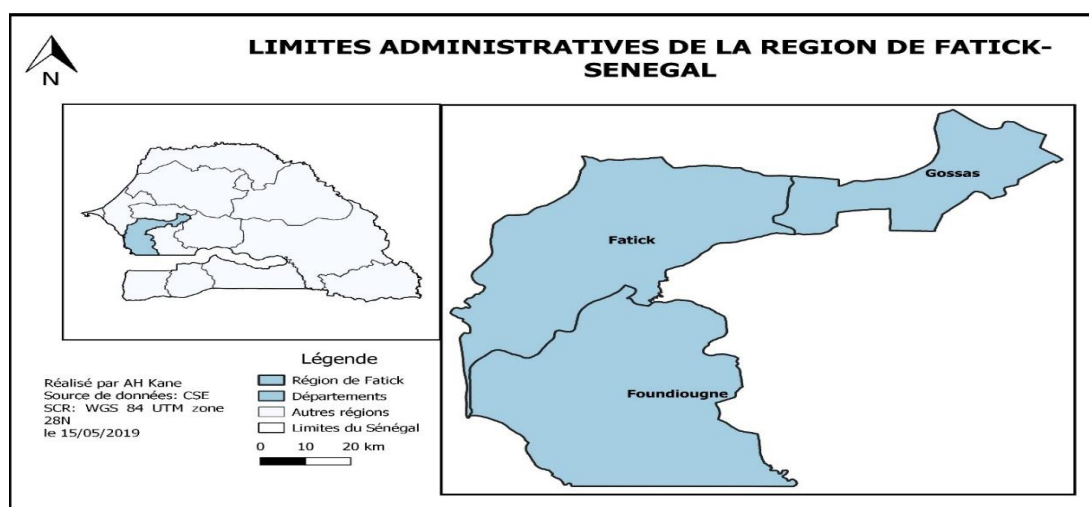 LIMITES ADMINISTRATIVES DE LA REGION DE FATICK-
SENEGAL
N
Gossas
Fatick
Foundiougne
Légende
Région de Fatick
Départements
Autres régions
Limites du Sénégal
0 10 20 km
Réalisé par AH Kane
Source de données: CSE
SCR: WGS 84 UTM zone
28N
le 15/05/2019